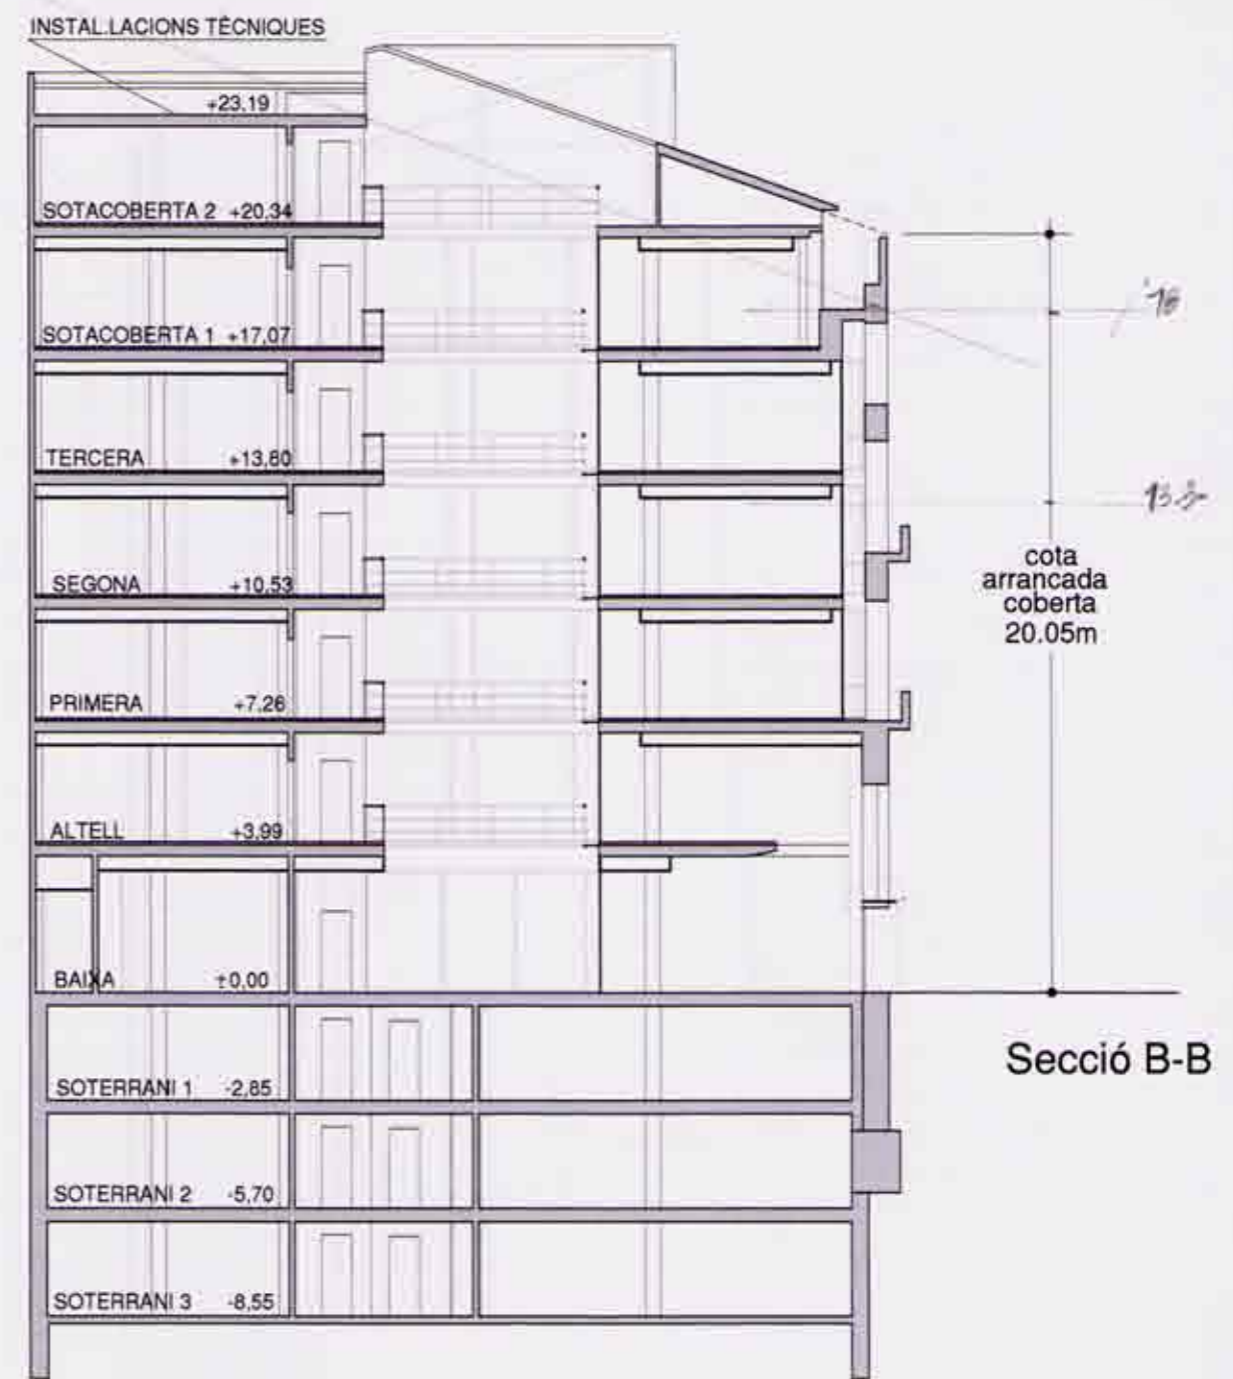 INSTAL.LACIONS TÈCNIQUES
+23,19
SOTACOBERTA 2 +20,34
SOTACOBERTA 1 +17,07
TERCERA +13,80
SEGONA +10,53
PRIMERA +7,26
ALTELL +3,99
BAIXA ±0,00
SOTERRANI 1 -2,85
SOTERRANI 2 -5,70
SOTERRANI 3 -8,55
cota
arrancada
coberta
20.05m
Secció B-B